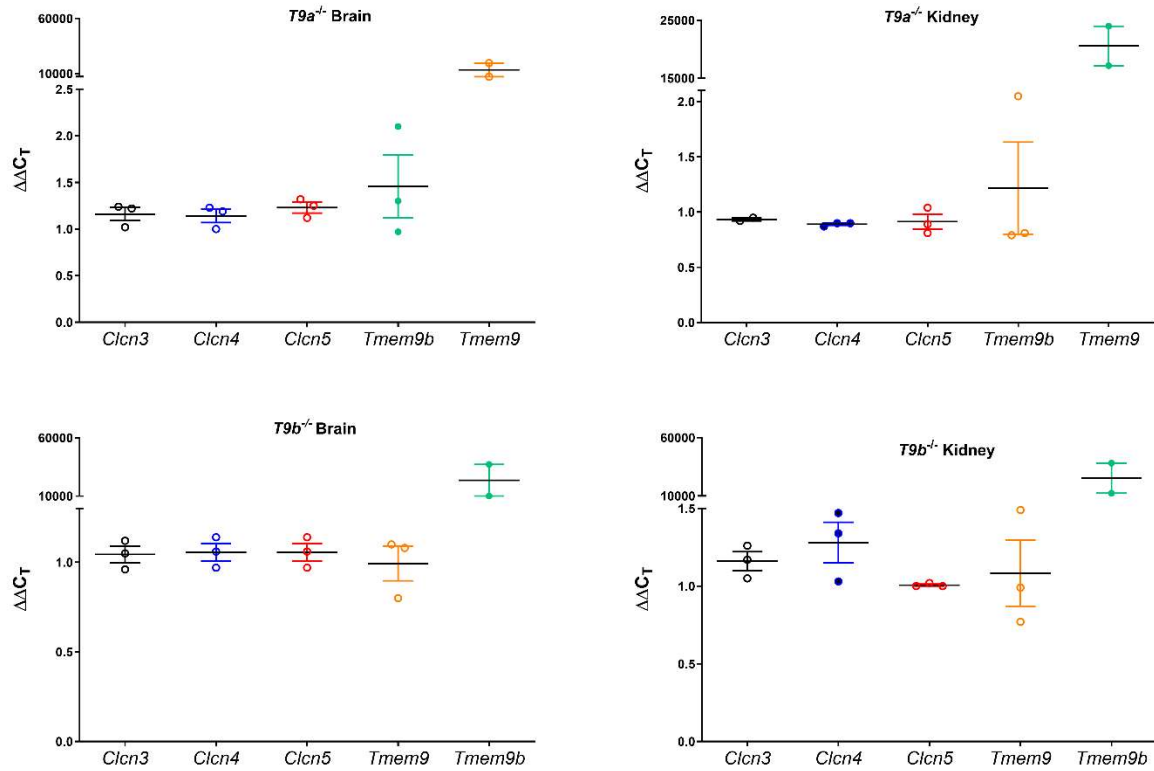 T9a-/- Brain
60000
10000
2.5
2.0
1.5
1.0
0.5
0.0
ΔΔCT
Clcn3 Clcn4 Clcn5 Tmem9b Tmem9
T9a-/- Kidney
25000
15000
2.0
1.5
1.0
0.5
0.0
ΔΔCT
Clcn3 Clcn4 Clcn5 Tmem9b Tmem9
T9b-/- Brain
60000
10000
1.0
0.5
0.0
ΔΔCT
Clcn3 Clcn4 Clcn5 Tmem9 Tmem9b
T9b-/- Kidney
60000
10000
1.5
1.0
0.5
0.0
ΔΔCT
Clcn3 Clcn4 Clcn5 Tmem9 Tmem9b